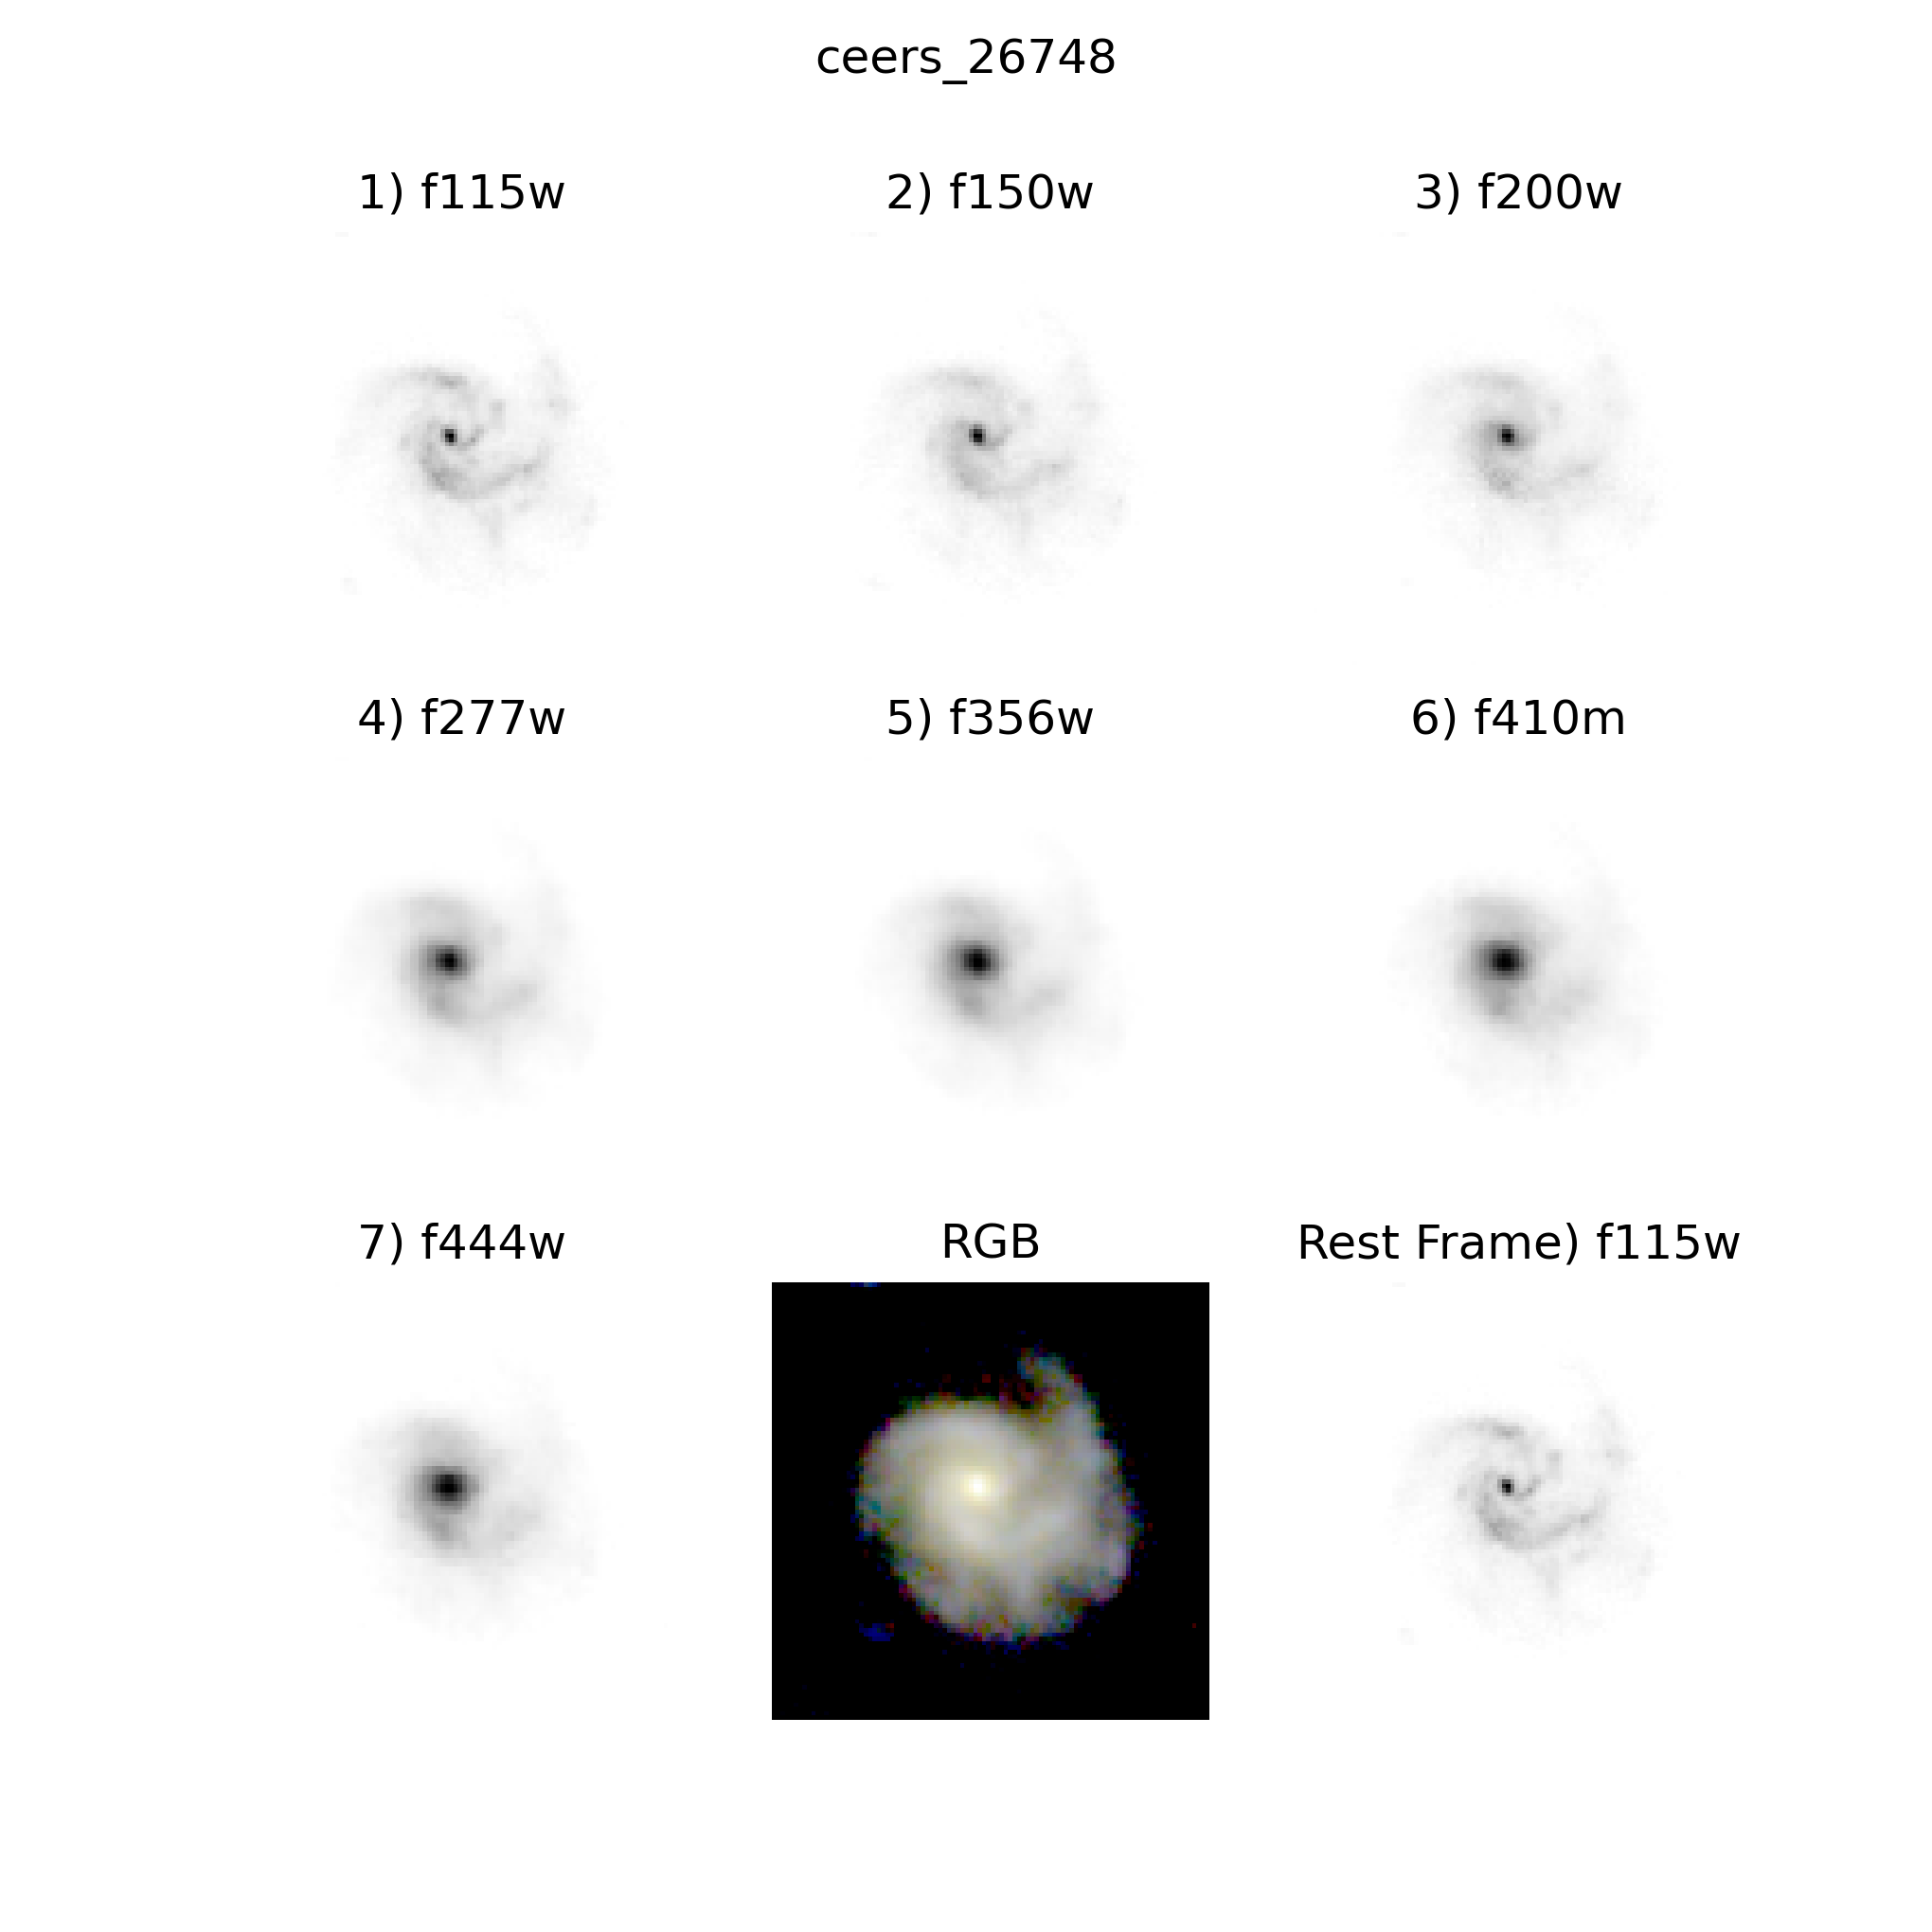 ceers_26748
1) f115w
2) f150w
3) f200w
4) f277w
5) f356w
6) f410m
7) f444w
RGB
Rest Frame) f115w